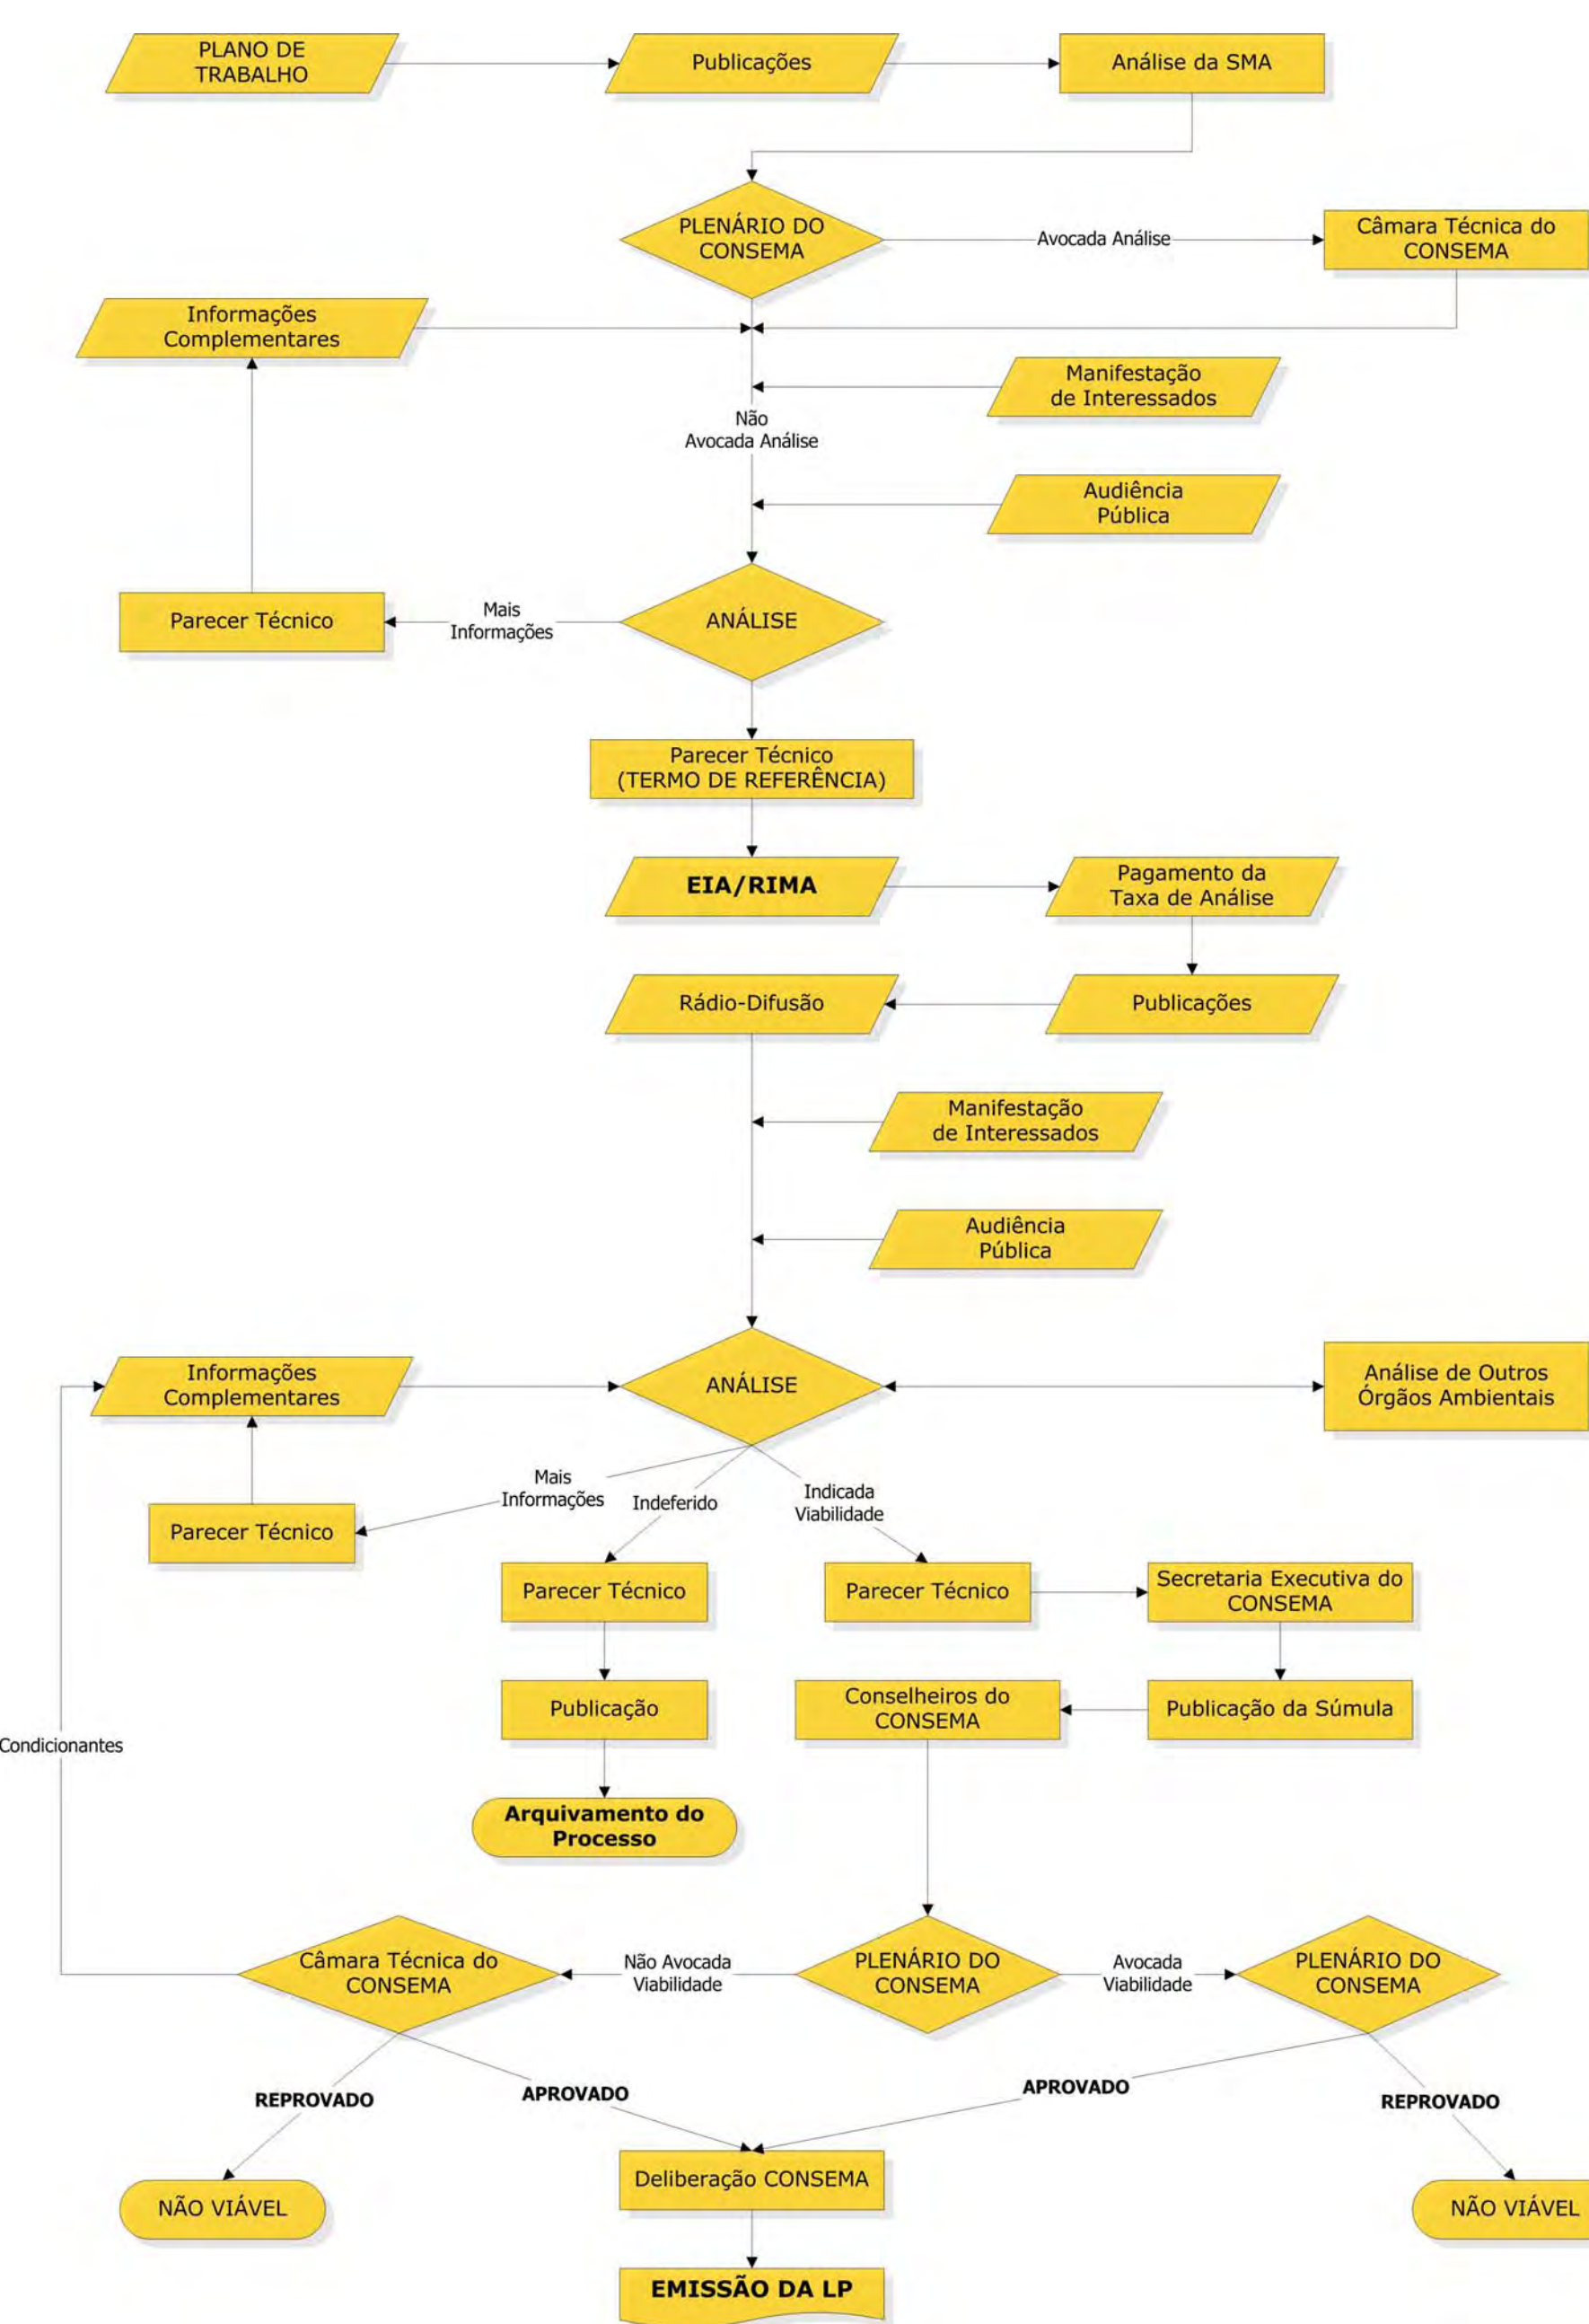 PLANO DE
TRABALHO
Publicações
Análise da SMA
PLENÁRIO DO
CONSEMA
Avocada Análise
Câmara Técnica do
CONSEMA
Informações
Complementares
Manifestação
de Interessados
Não
Avocada Análise
Audiência
Pública
Parecer Técnico
Mais
Informações
ANÁLISE
Parecer Técnico
(TERMO DE REFERÊNCIA)
EIA/RIMA
Pagamento da
Taxa de Análise
Rádio-Difusão
Publicações
Manifestação
de Interessados
Audiência
Pública
Informações
Complementares
ANÁLISE
Análise de Outros
Órgãos Ambientais
Mais
Informações
Indeferido
Indicada
Viabilidade
Parecer Técnico
Parecer Técnico
Parecer Técnico
Secretaria Executiva do
CONSEMA
Publicação
Conselheiros do
CONSEMA
Publicação da Súmula
Condicionantes
Arquivamento do
Processo
Câmara Técnica do
CONSEMA
Não Avocada
Viabilidade
PLENÁRIO DO
CONSEMA
Avocada
Viabilidade
PLENÁRIO DO
CONSEMA
REPROVADO
APROVADO
APROVADO
REPROVADO
NÃO VIÁVEL
Deliberação CONSEMA
NÃO VIÁVEL
EMISSÃO DA LP